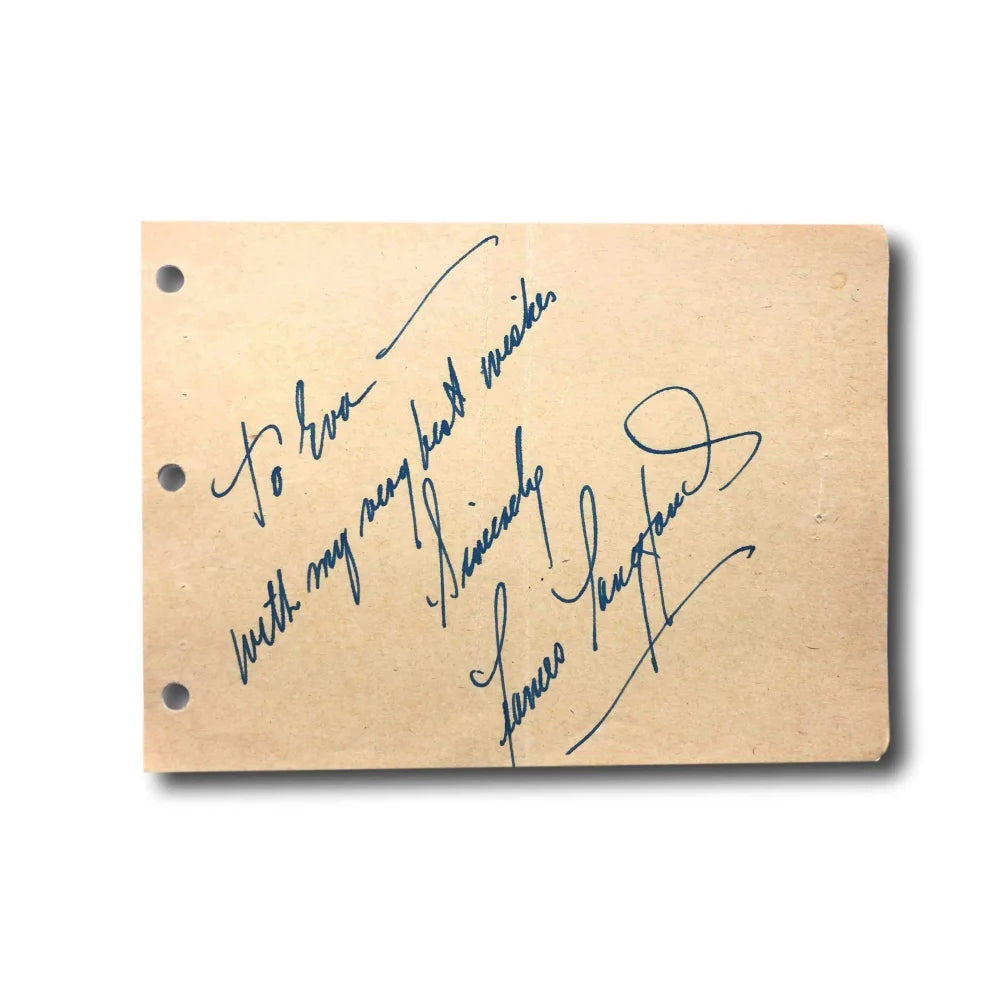 To Eva —
with my very best wishes
Sincerely
Frances Langford